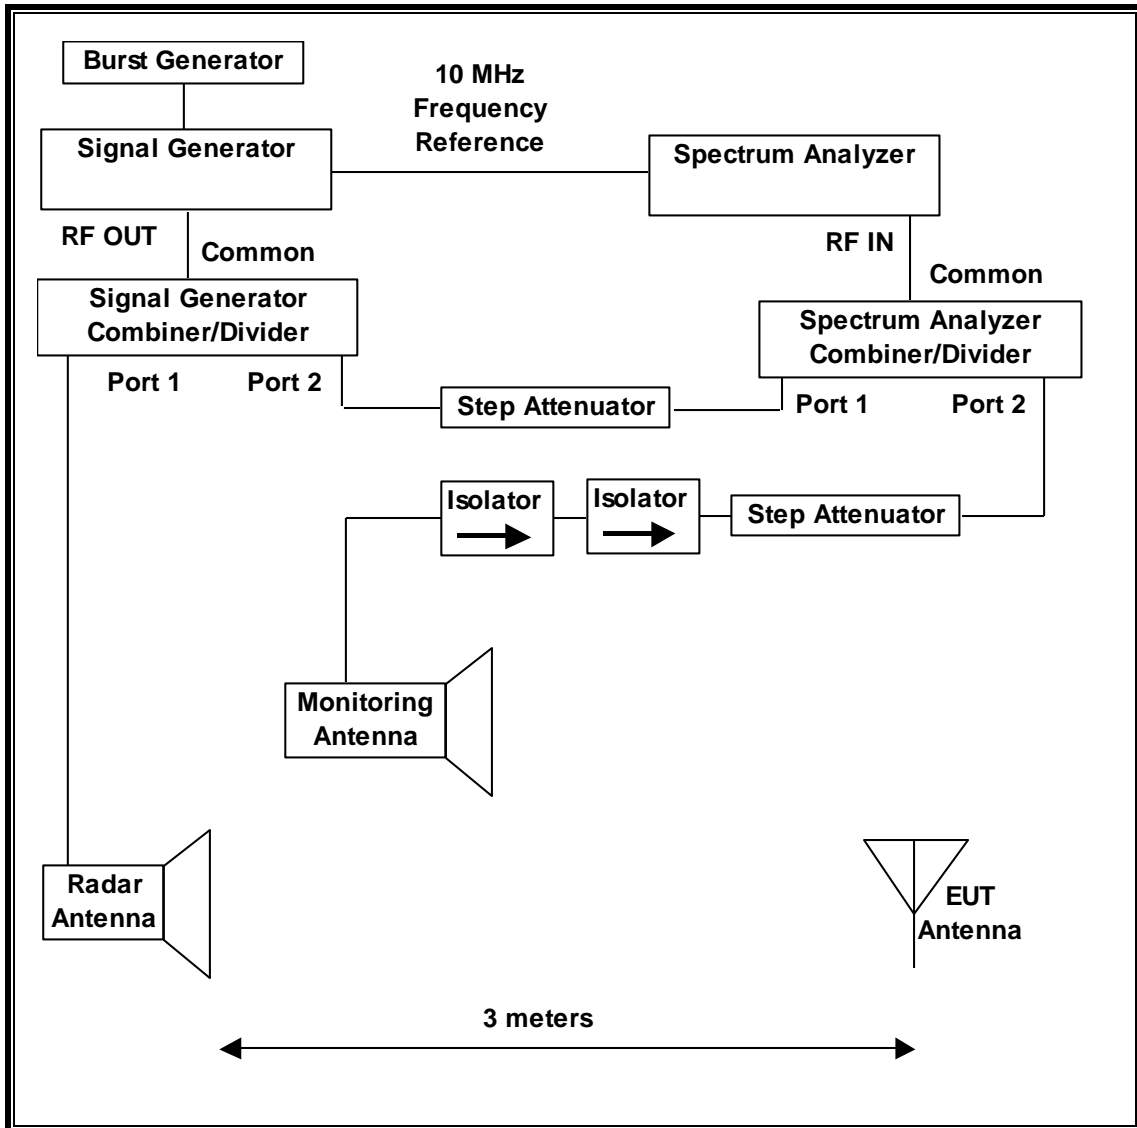 Burst Generator
10 MHz
Frequency
Reference
Signal Generator
Spectrum Analyzer
RF OUT
Common
RF IN
Common
Signal Generator
Combiner/Divider
Spectrum Analyzer
Combiner/Divider
Port 1
Port 2
Step Attenuator
Port 1
Port 2
Isolator
Isolator
Step Attenuator
Monitoring
Antenna
Radar
Antenna
EUT
Antenna
3 meters